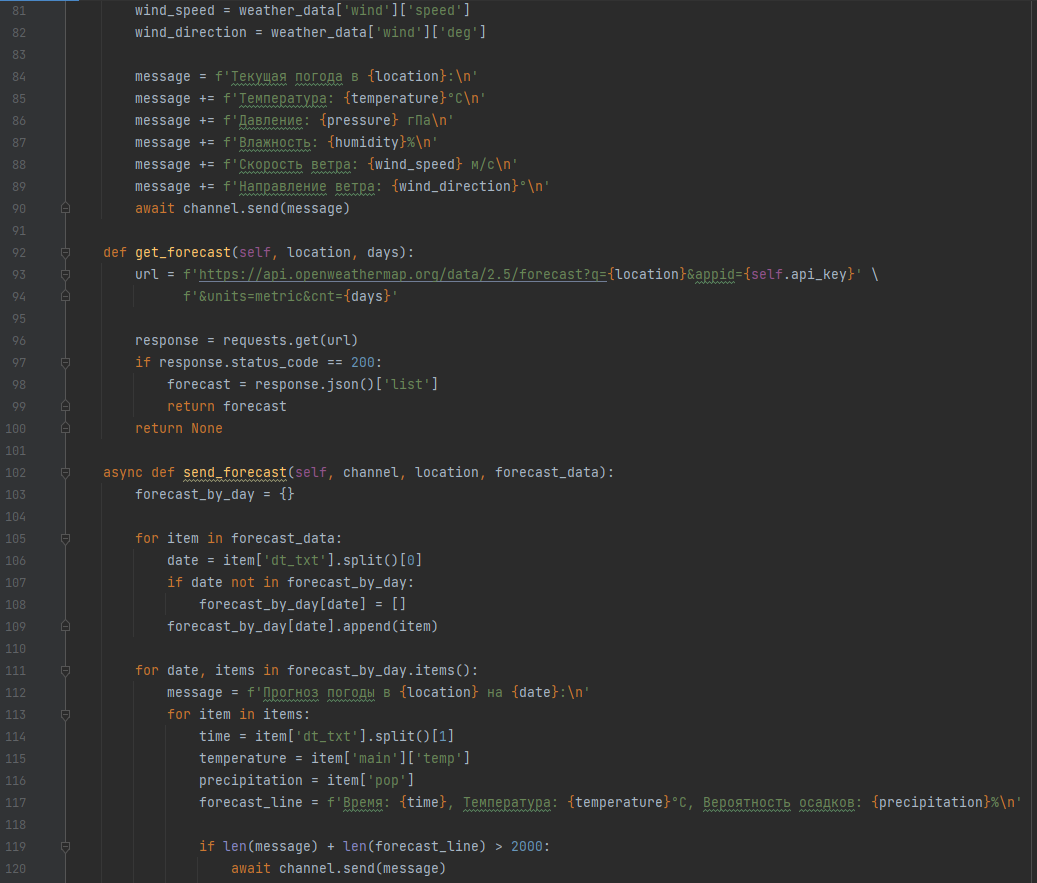 81 wind_speed = weather_data['wind']['speed']
82 wind_direction = weather_data['wind']['deg']
83
84 message = f'Текущая погода в {location}:\n'
85 message += f'Температура: {temperature}°C\n'
86 message += f'Давление: {pressure} гПа\n'
87 message += f'Влажность: {humidity}%\n'
88 message += f'Скорость ветра: {wind_speed} м/с\n'
89 message += f'Направление ветра: {wind_direction}°\n'
90 await channel.send(message)
91
92 def get_forecast(self, location, days):
93 url = f'https://api.openweathermap.org/data/2.5/forecast?q={location}&appid={self.api_key}' \
94 f'&units=metric&cnt={days}'
95
96 response = requests.get(url)
97 if response.status_code == 200:
98 forecast = response.json()['list']
99 return forecast
100 return None
101
102 async def send_forecast(self, channel, location, forecast_data):
103 forecast_by_day = {}
104
105 for item in forecast_data:
106 date = item['dt_txt'].split()[0]
107 if date not in forecast_by_day:
108 forecast_by_day[date] = []
109 forecast_by_day[date].append(item)
110
111 for date, items in forecast_by_day.items():
112 message = f'Прогноз погоды в {location} на {date}:\n'
113 for item in items:
114 time = item['dt_txt'].split()[1]
115 temperature = item['main']['temp']
116 precipitation = item['pop']
117 forecast_line = f'Время: {time}, Температура: {temperature}°C, Вероятность осадков: {precipitation}%\n'
118
119 if len(message) + len(forecast_line) > 2000:
120 await channel.send(message)